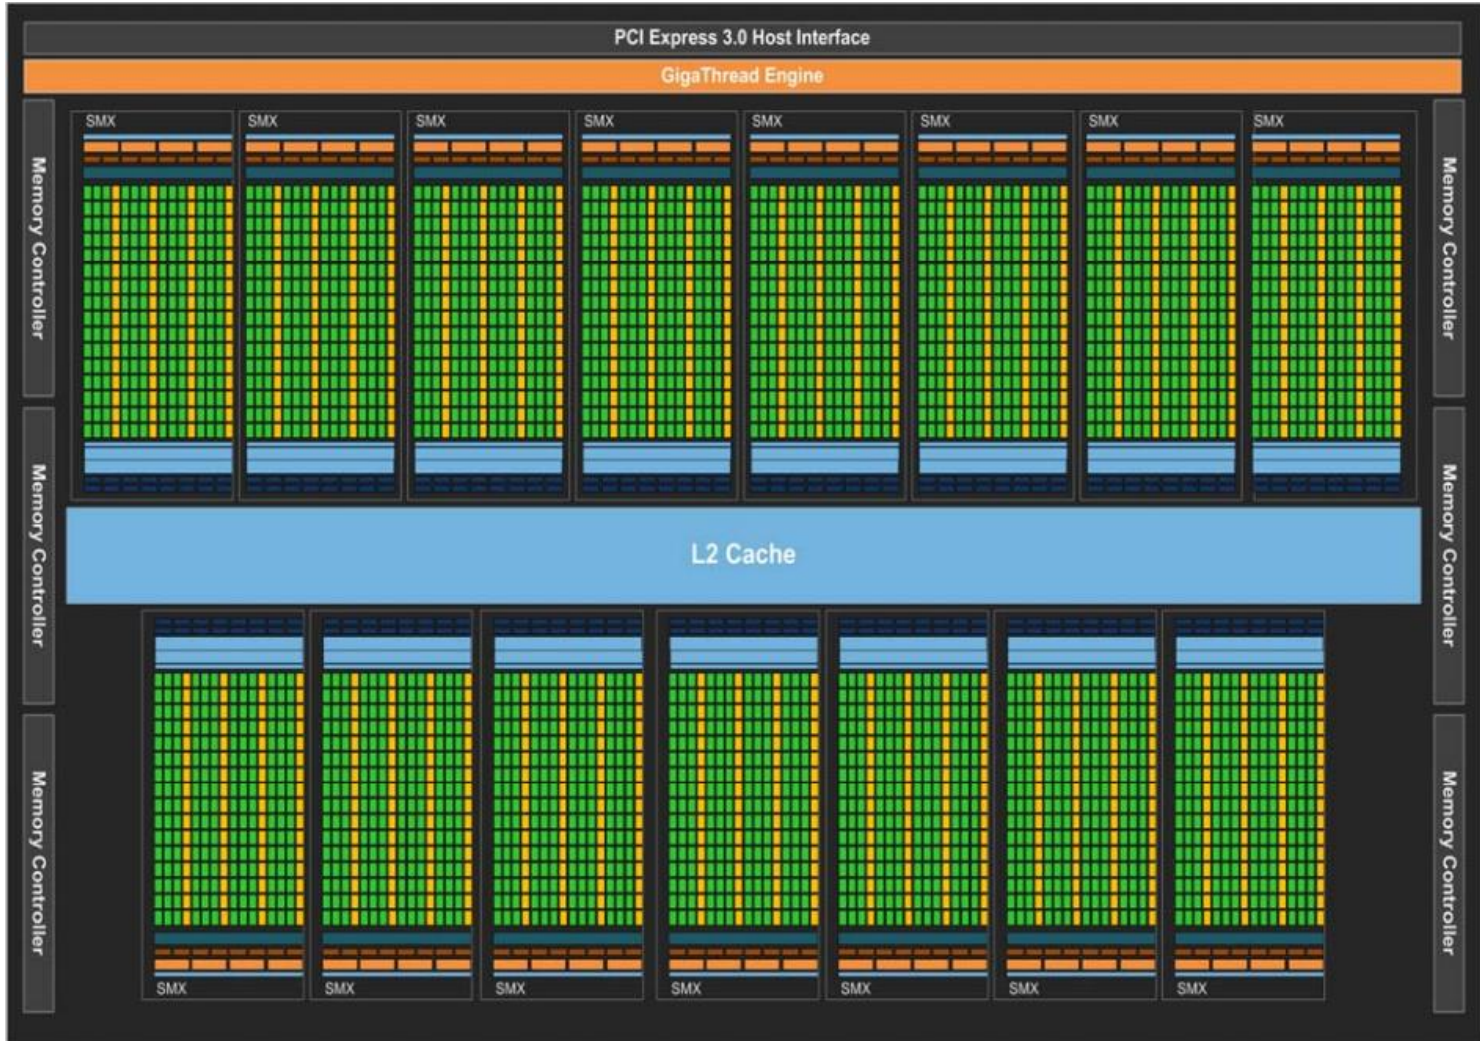 PCI Express 3.0 Host Interface
GigaThread Engine
SMX
SMX
SMX
SMX
SMX
SMX
SMX
SMX
Memory Controller
Memory Controller
Memory Controller
Memory Controller
L2 Cache
Memory Controller
Memory Controller
SMX
SMX
SMX
SMX
SMX
SMX
SMX